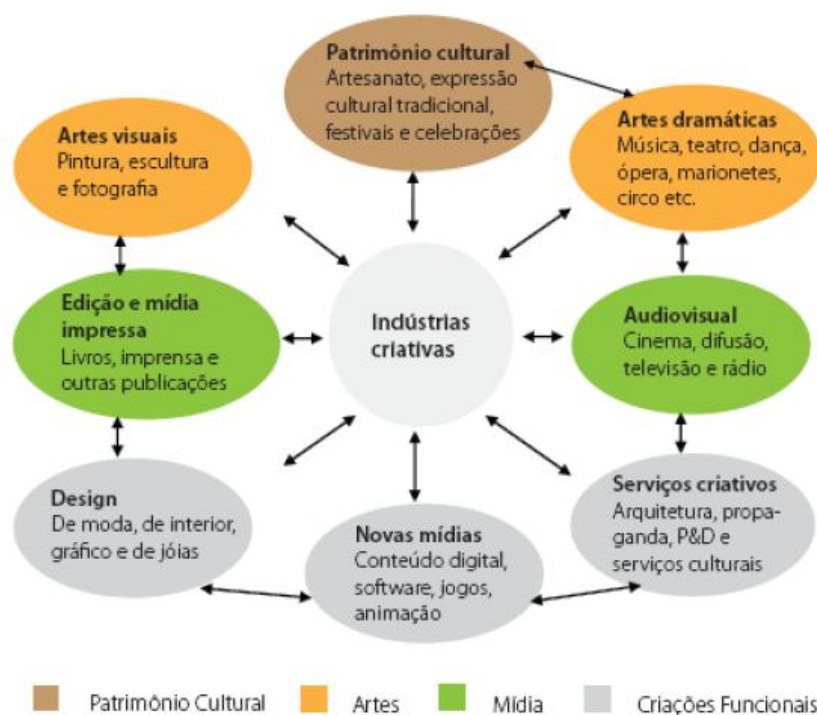 Patrimônio cultural
Artesanato, expressão
cultural tradicional,
festivais e celebrações
Artes visuais
Pintura, escultura
e fotografia
Artes dramáticas
Música, teatro, dança,
ópera, marionetes,
circo etc.
Edição e mídia
impressa
Livros, imprensa e
outras publicações
Indústrias
criativas
Audiovisual
Cinema, difusão,
televisão e rádio
Design
De moda, de interior,
gráfico e de jóias
Novas mídias
Conteúdo digital,
software, jogos,
animação
Serviços criativos
Arquitetura, propa-
ganda, P&D e
serviços culturais
Patrimônio Cultural
Artes
Mídia
Criações Funcionais